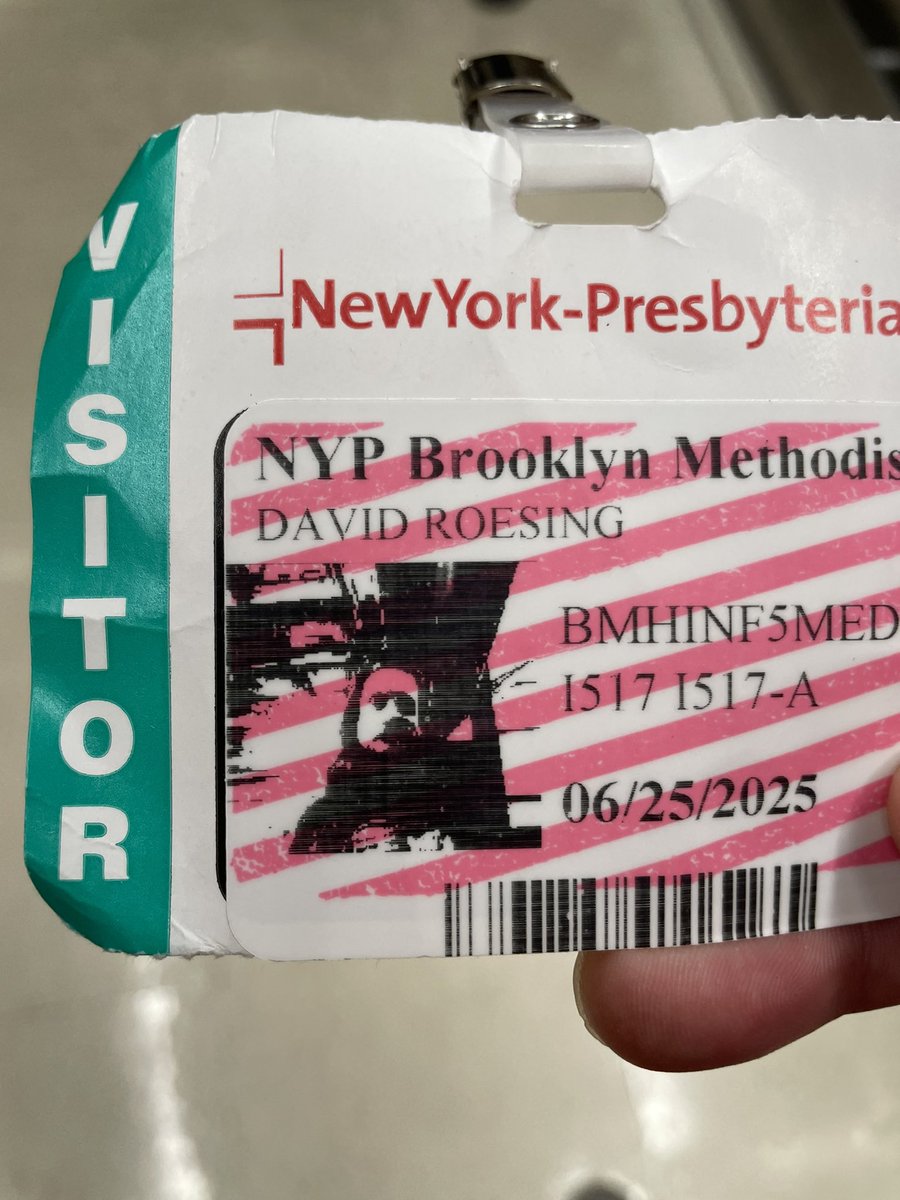 VISITOR
NewYork-Presbyteria
NYP Brooklyn Methodis
DAVID ROESING
BMHINF5MED
I517 I517-A
06/25/2025